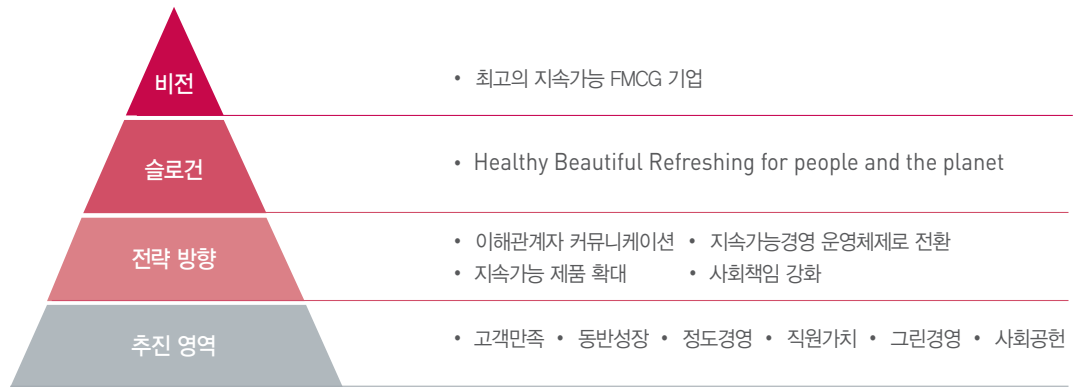 비전
• 최고의 지속가능 FMCG 기업
슬로건
• Healthy Beautiful Refreshing for people and the planet
전략 방향
• 이해관계자 커뮤니케이션 • 지속가능경영 운영체제로 전환
• 지속가능 제품 확대 • 사회책임 강화
추진 영역
• 고객만족 • 동반성장 • 정도경영 • 직원가치 • 그린경영 • 사회공헌